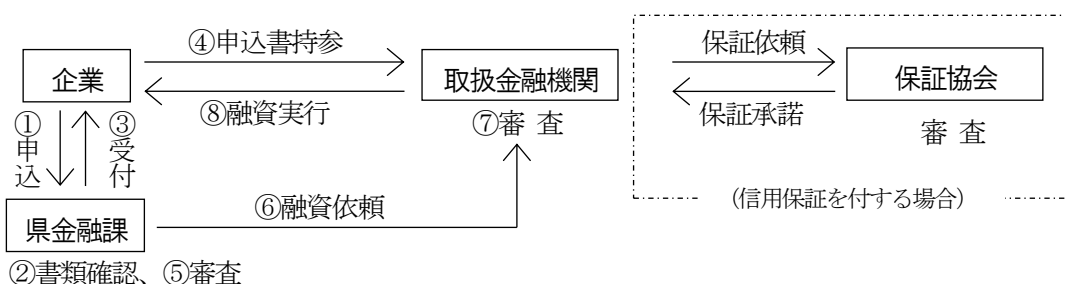 ④申込書持参
保証依頼
企業
取扱金融機関
保証協会
⑧融資実行
保証承諾
①申込
③受付
⑦審 査
審 査
⑥融資依頼
(信用保証を付する場合)
県金融課
②書類確認、⑤審査